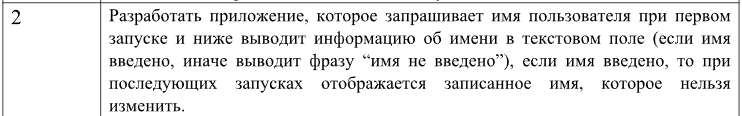 2
Разработать приложение, которое запрашивает имя пользователя при первом
запуске и ниже выводит информацию об имени в текстовом поле (если имя
введено, иначе выводит фразу “имя не введено”), если имя введено, то при
последующих запусках отображается записанное имя, которое нельзя
изменить.